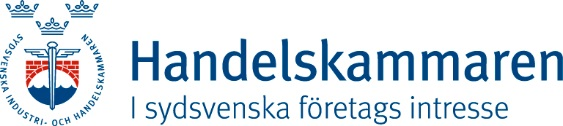 SYDSVENSKA INDUSTRI- OCH HANDELSKAMMAREN
Handelskammaren
I sydsvenska företags intresse